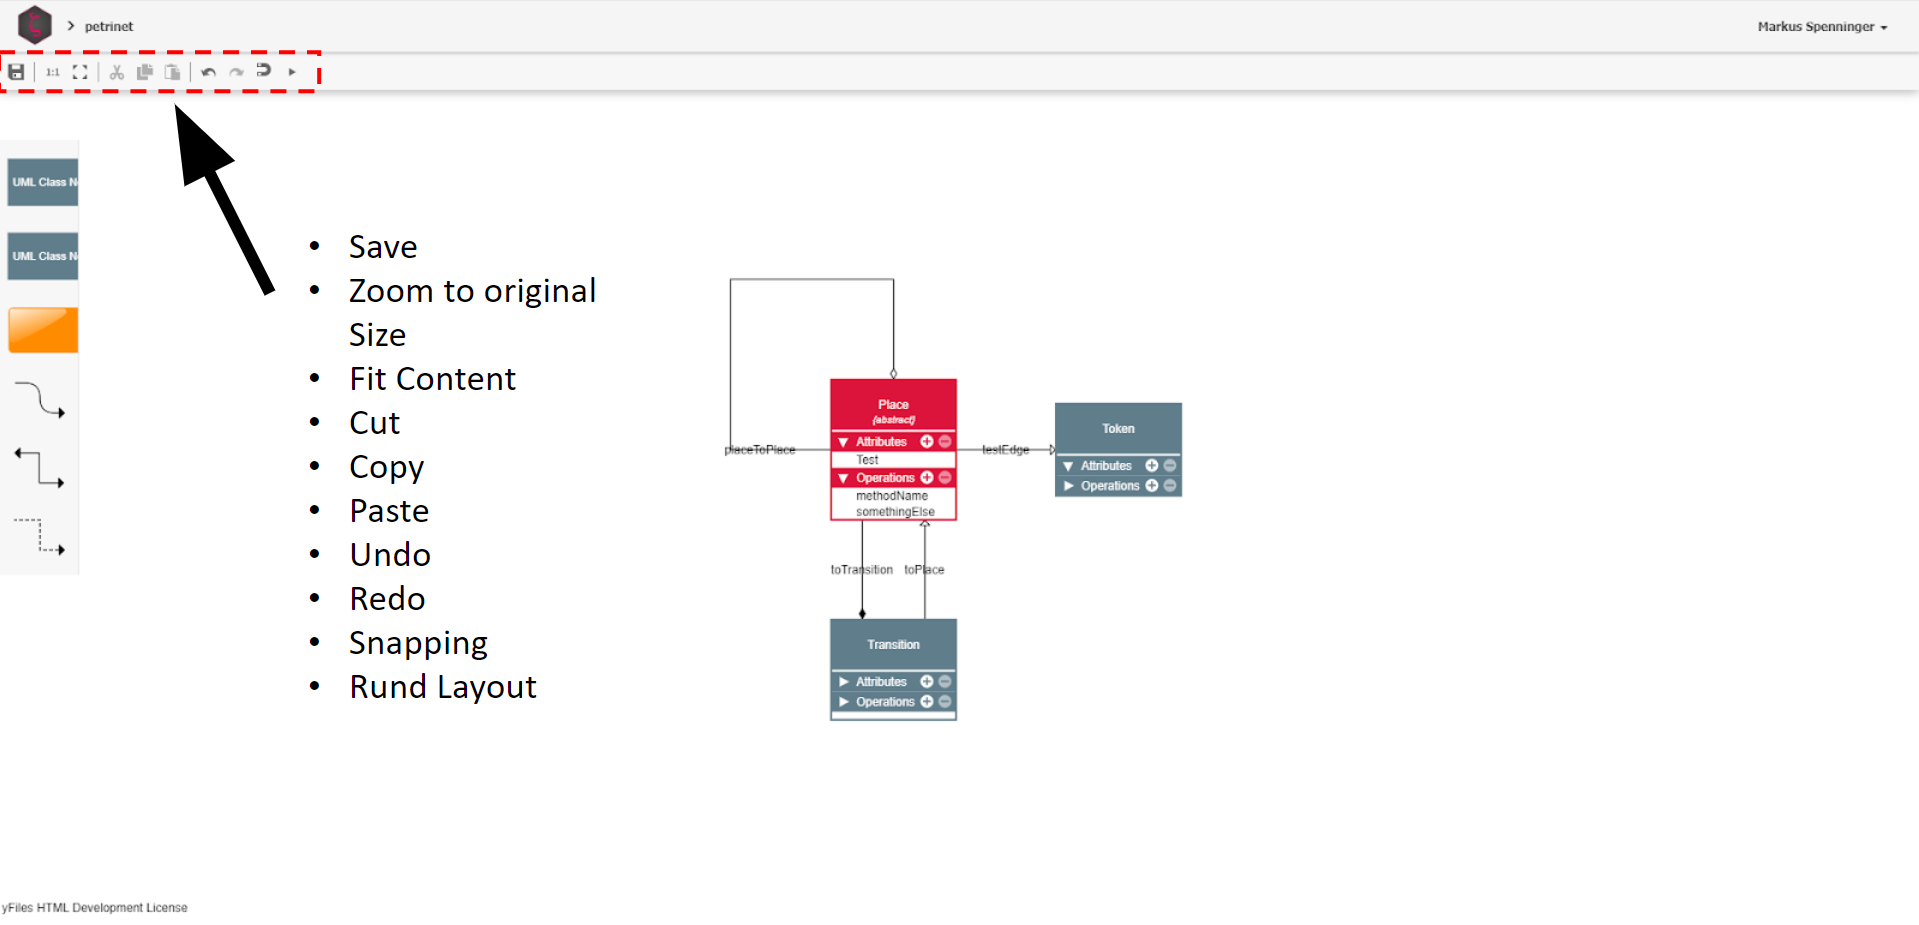 petrinet
Markus Spenninger
1:1
UML Class N
UML Class N
• Save
• Zoom to original
Size
• Fit Content
• Cut
• Copy
• Paste
• Undo
• Redo
• Snapping
• Rund Layout
Place
{abstract}
Attributes
Test
Operations
methodName
somethingElse
placeToPlace
testEdge
Token
Attributes
Operations
toTransition
toPlace
Transition
Attributes
Operations
yFiles HTML Development License